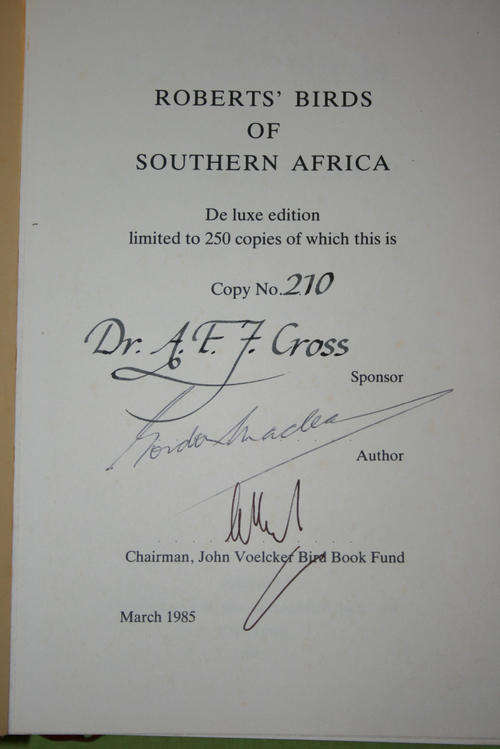 ROBERTS' BIRDS
OF
SOUTHERN AFRICA
De luxe edition
limited to 250 copies of which this is
Copy No. 210
Dr. A. E. J. Cross
Sponsor
Gordon Maclean
Author
Chairman, John Voelcker Bird Book Fund
March 1985